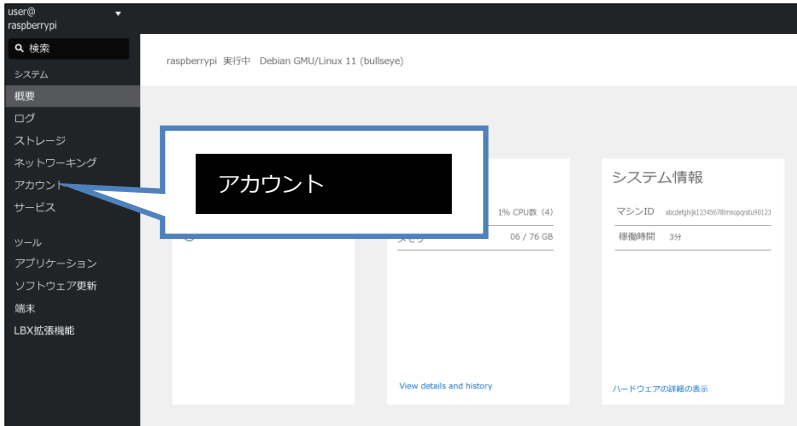 user@
raspberrypi
検索
システム
概要
ログ
ストレージ
ネットワーキング
アカウント
サービス
ツール
アプリケーション
ソフトウェア更新
端末
LBX拡張機能
raspberrypi 実行中 Debian GMU/Linux 11 (bullseye)
アカウント
1% CPU数 (4)
メモリ 06 / 76 GB
View details and history
システム情報
マシンID
稼働時間 3分
ハードウェアの詳細の表示